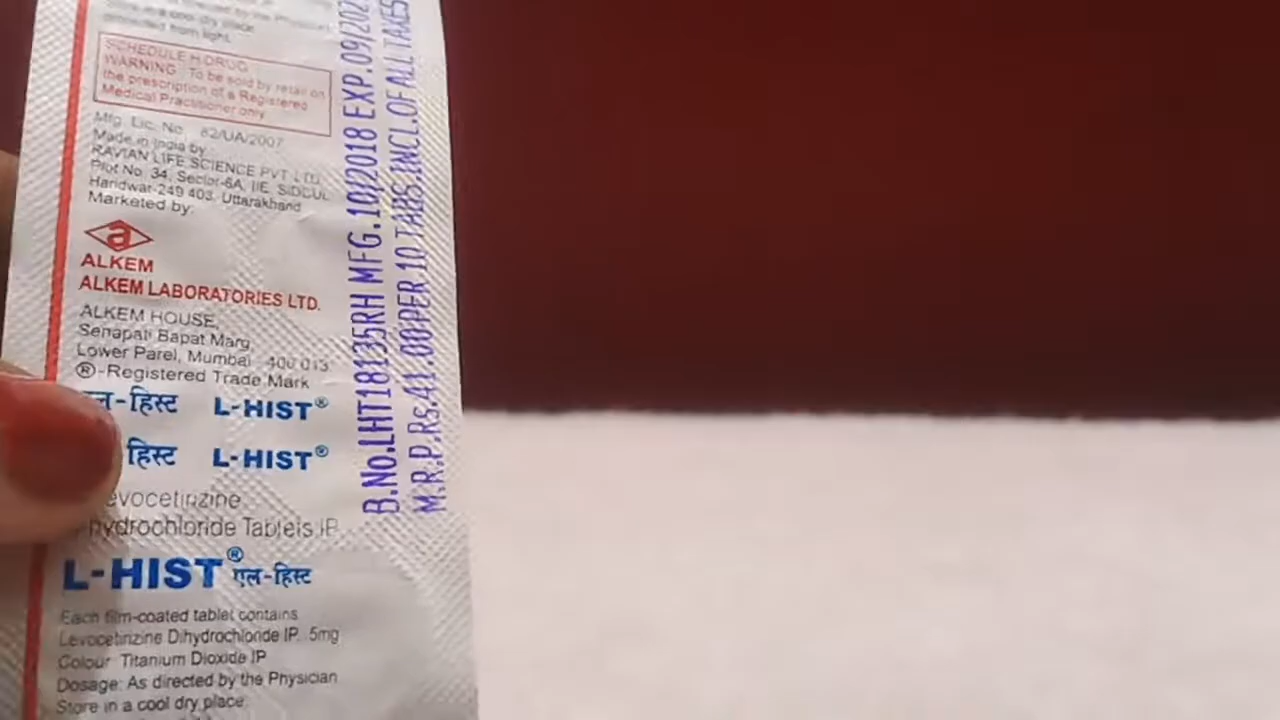 protected from light.
SCHEDULE H DRUG
WARNING : To be sold by retail on
the prescription of a Registered
Medical Practitioner only
Mfg. Lic. No. 82/UA/2007
Made in India by
RAVIAN LIFE SCIENCE PVT LTD.
Plot No. 34, Sector-6A, IIE, SIDCUL
Haridwar-249 403, Uttarakhand
Marketed by:
a
ALKEM
ALKEM LABORATORIES LTD.
ALKEM HOUSE,
Senapati Bapat Marg,
Lower Parel, Mumbai 400 013
®-Registered Trade Mark
-हिस्ट L-HIST®
हिस्ट L-HIST®
evocetirizine
hydrochloride Tablets IP
L-HIST® एल-हिस्ट
Each film-coated tablet contains
Levocetirizine Dihydrochloride IP 5mg
Colour: Titanium Dioxide IP
Dosage: As directed by the Physician
Store in a cool dry place
B.No.LHT18135RH MFG.10/2018 EXP.09/202
M.R.P.Rs.41.00PER 10 TABS.INCL.OF ALL TAXES